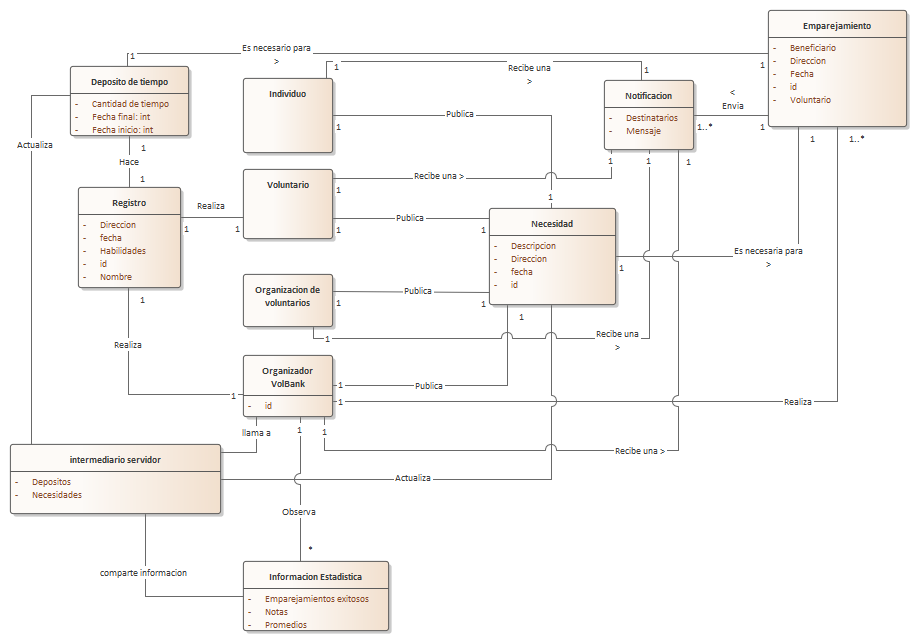 Emparejamiento
- Beneficiario
- Direccion
- Fecha
- id
- Voluntario
1
Es necesario para
>
1
Deposito de tiempo
- Cantidad de tiempo
- Fecha final: int
- Fecha inicio: int
Individuo
1
Recibe una
>
1
Notificacion
- Destinatarios
- Mensaje
<
Envia
1..*
1
1
1..*
1
Publica
1
Actualiza
1
Hace
1
Registro
- Direccion
- fecha
- Habilidades
- id
- Nombre
Realiza
1
1
Voluntario
1
Recibe una >
1
1
1
1
Publica
1
Necesidad
- Descripcion
- Direccion
- fecha
- id
Es necesaria para
>
1
Organizacion de
voluntarios
1
Publica
1
1
1
Recibe una
>
1
Realiza
1
Organizador
VolBank
- id
1
Publica
1
Realiza
llama a
1
1
Recibe una >
intermediario servidor
- Depositos
- Necesidades
Actualiza
Observa
*
comparte informacion
Informacion Estadistica
- Emparejamientos exitosos
- Notas
- Promedios